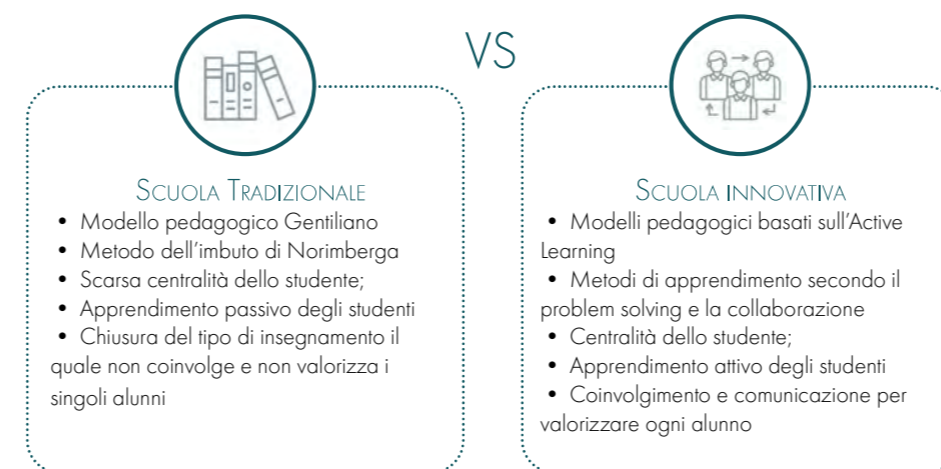 VS
SCUOLA TRADIZIONALE
• Modello pedagogico Gentiliano
• Metodo dell'imbuto di Norimberga
• Scarsa centralità dello studente;
• Apprendimento passivo degli studenti
• Chiusura del tipo di insegnamento il
quale non coinvolge e non valorizza i
singoli alunni
SCUOLA INNOVATIVA
• Modelli pedagogici basati sull'Active
Learning
• Metodi di apprendimento secondo il
problem solving e la collaborazione
• Centralità dello studente;
• Apprendimento attivo degli studenti
• Coinvolgimento e comunicazione per
valorizzare ogni alunno